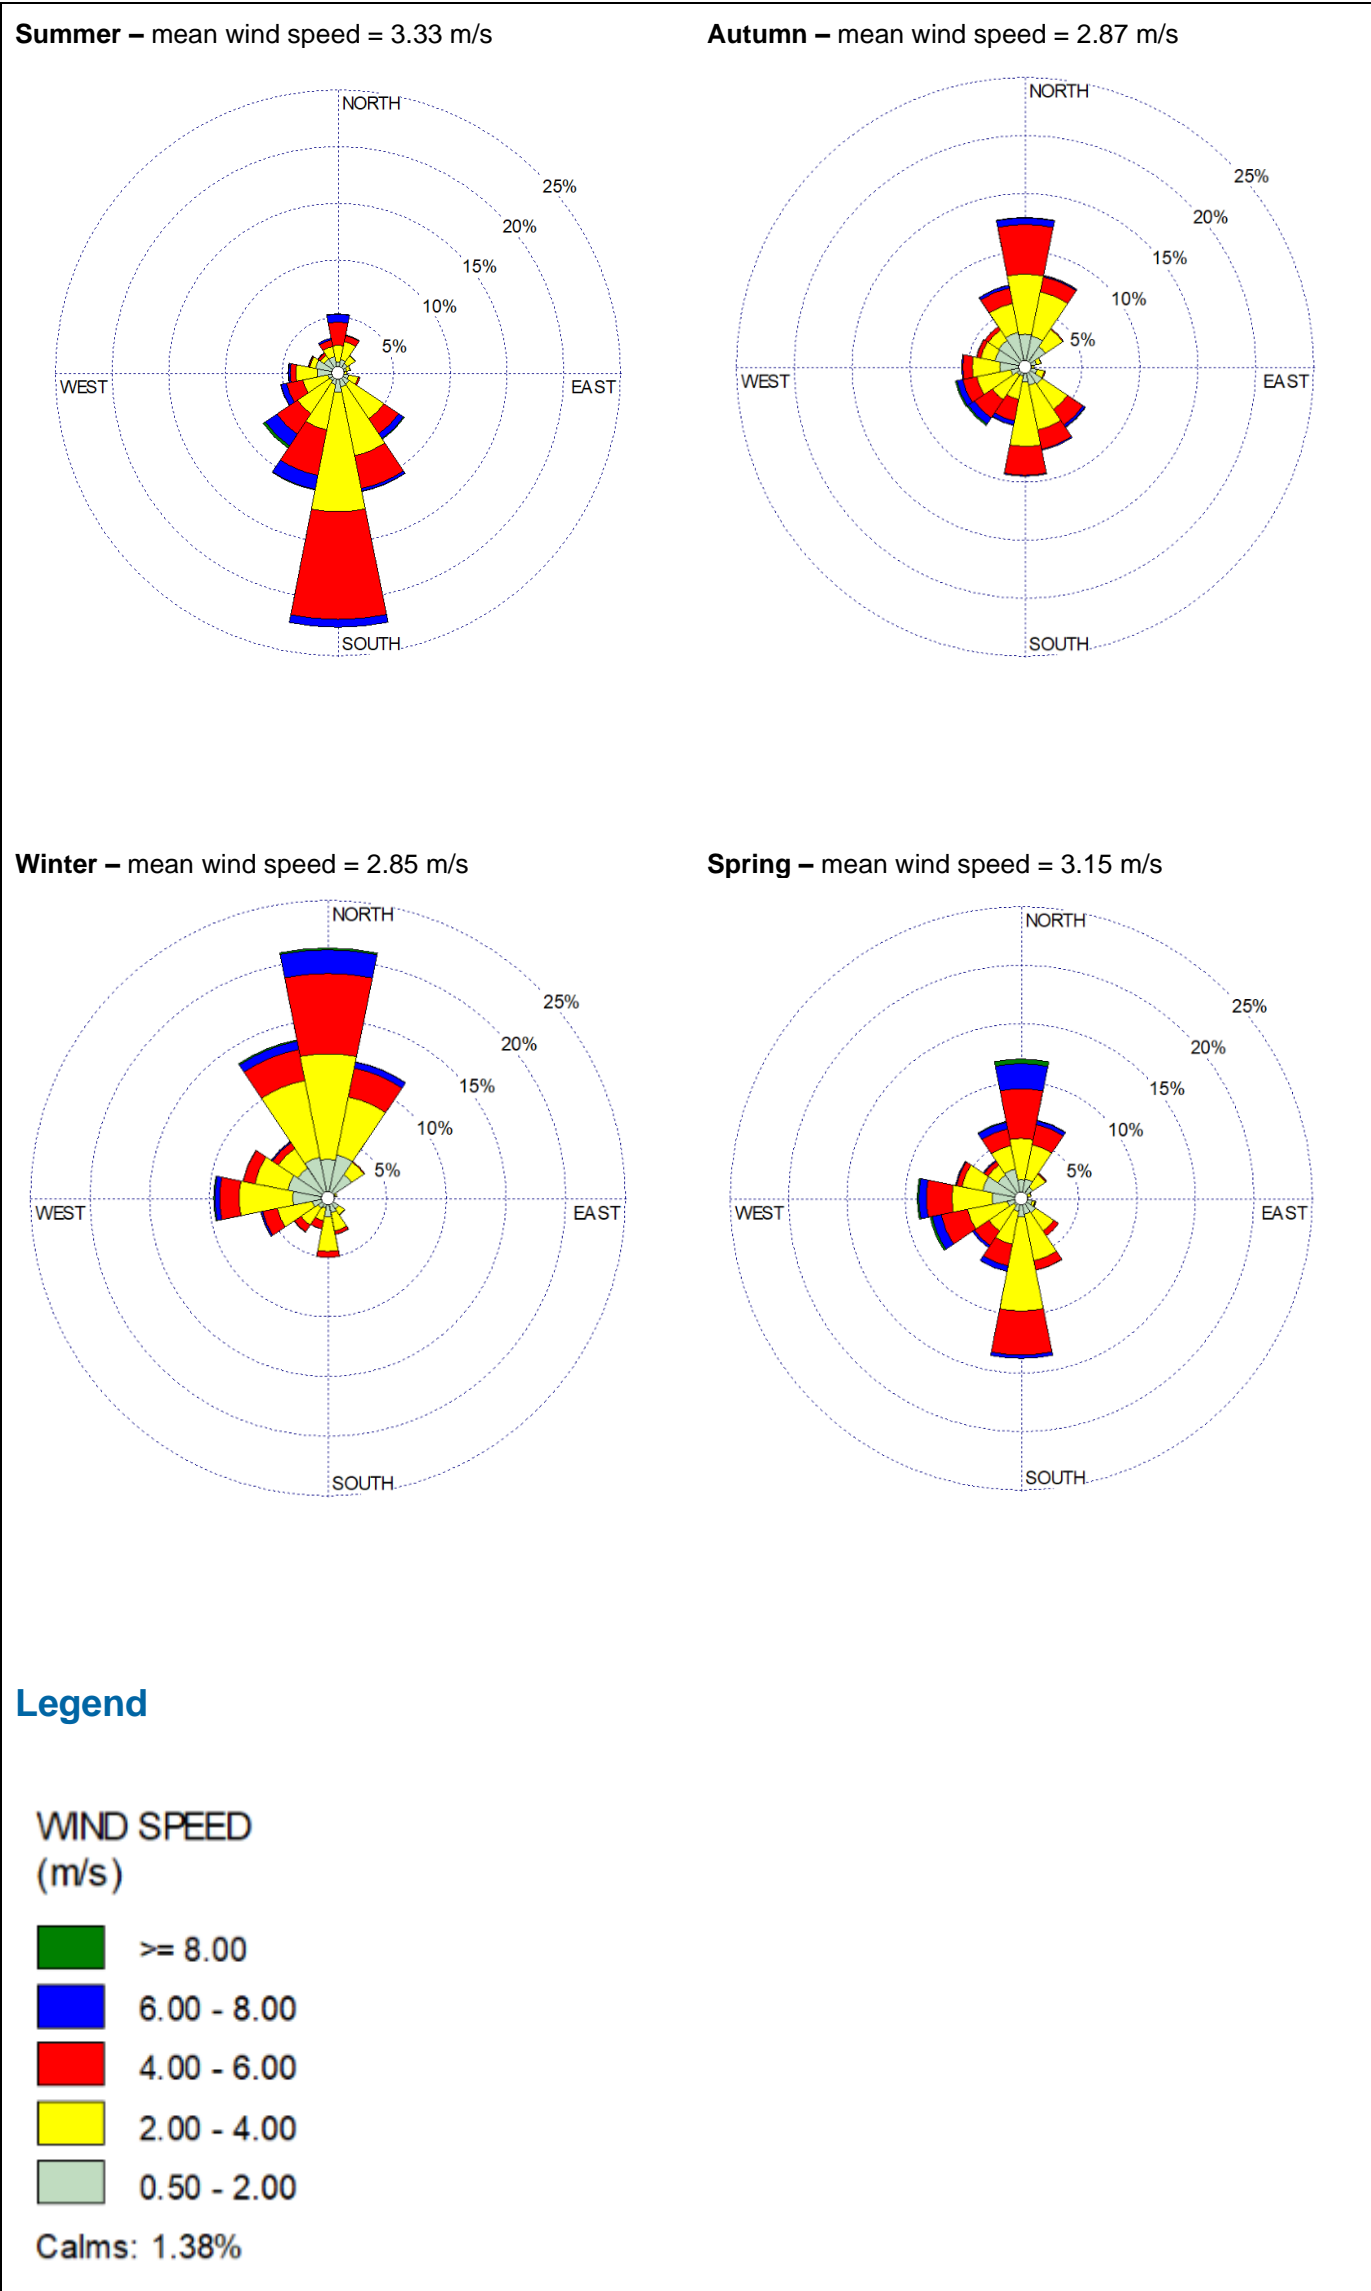 Summer – mean wind speed = 3.33 m/s
NORTH
25%
20%
15%
10%
5%
WEST
EAST
SOUTH
Autumn – mean wind speed = 2.87 m/s
NORTH
25%
20%
15%
10%
5%
WEST
EAST
SOUTH
Winter – mean wind speed = 2.85 m/s
NORTH
25%
20%
15%
10%
5%
WEST
EAST
SOUTH
Spring – mean wind speed = 3.15 m/s
NORTH
25%
20%
15%
10%
5%
WEST
EAST
SOUTH
Legend
WIND SPEED
(m/s)
>= 8.00
6.00 - 8.00
4.00 - 6.00
2.00 - 4.00
0.50 - 2.00
Calms: 1.38%